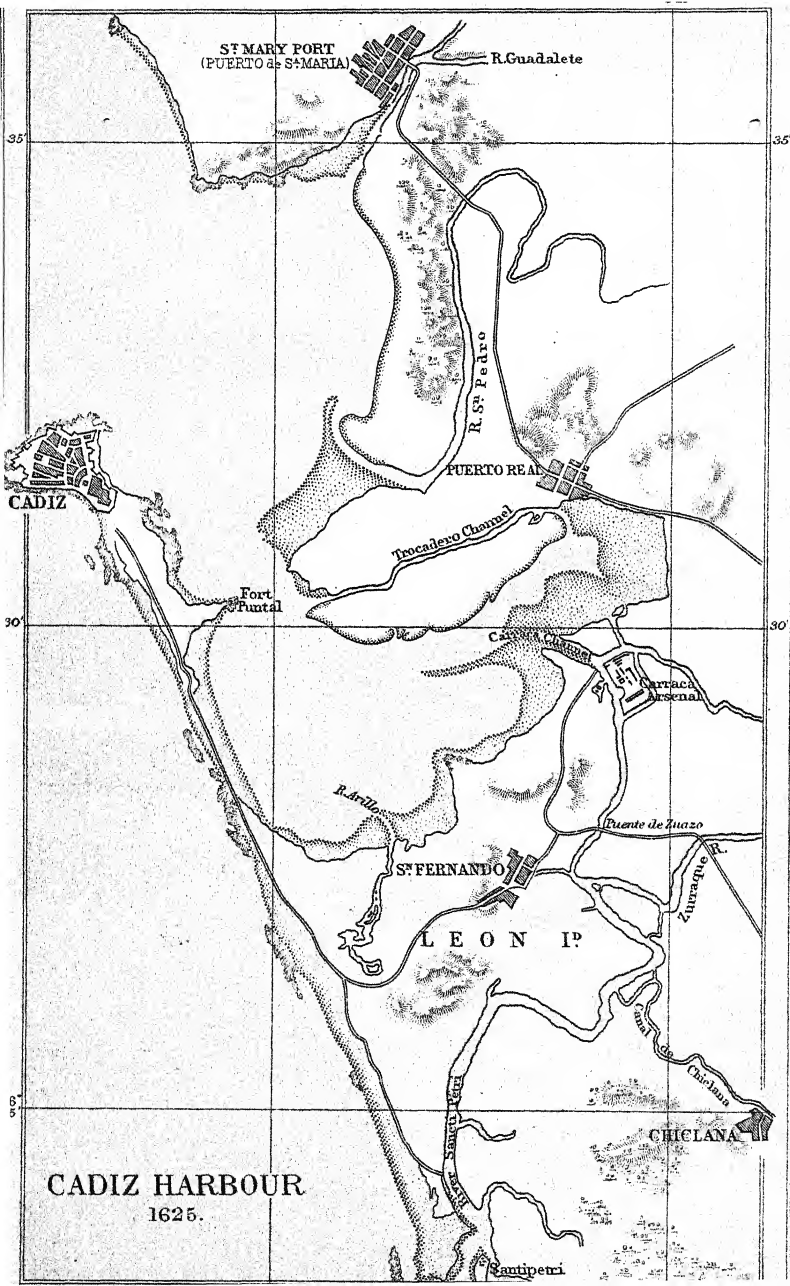 Sᵀ MARY PORT
(PUERTO de Sᵗᵃ MARIA)
R. Guadalete
35'
35'
R. Sⁿ Pedro
PUERTO REAL
CADIZ
Trocadero Channel
Fort
Puntal
30'
30'
Carraca Channel
Carraca
Arsenal
R. Arillo
Puente de Zuazo
Sᴺ FERNANDO
Zurraque R.
LEON Iᴰ
Canal de Chiclana
River Sancti Petri
CHICLANA
CADIZ HARBOUR
1625.
Santipetri